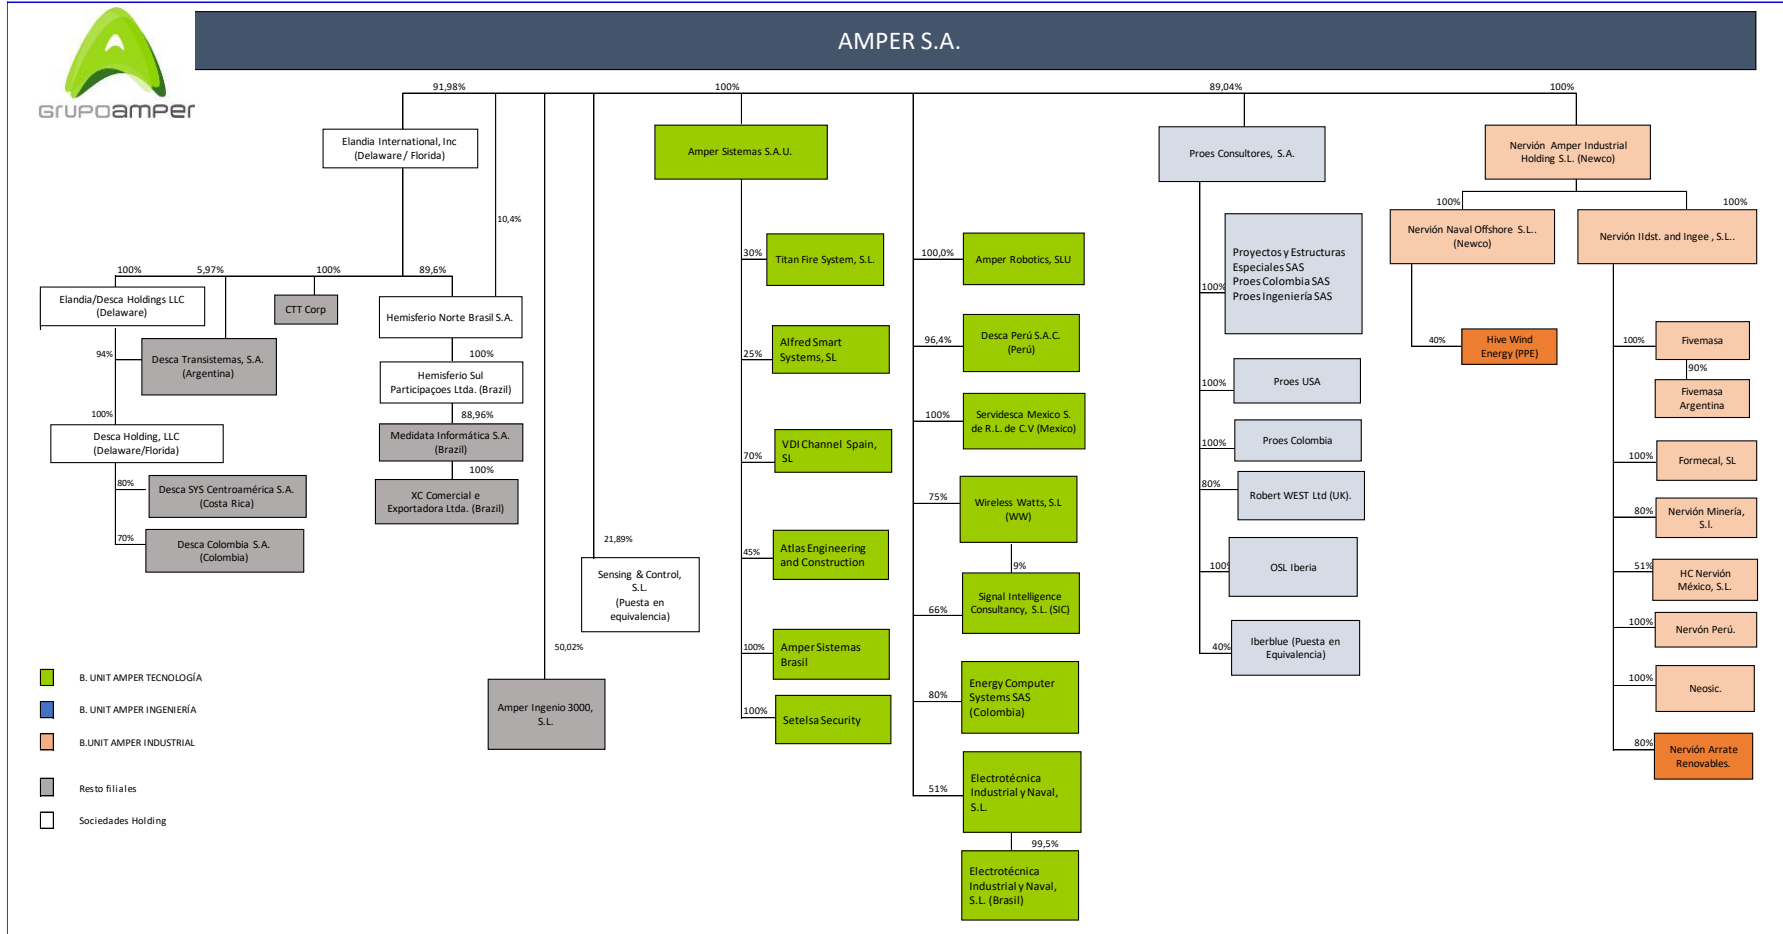 AMPER S.A.
GRUPOAMPER
91,98%
100%
89,04%
100%
Elandia International, Inc
(Delaware / Florida)
10,4%
100%
5,97%
100%
89,6%
Elandia/Desca Holdings LLC
(Delaware)
CTT Corp
Hemisferio Norte Brasil S.A.
94%
Desca Transistemas, S.A.
(Argentina)
100%
Hemisferio Sul
Participaçoes Ltda. (Brazil)
100%
Desca Holding, LLC
(Delaware/Florida)
88,96%
Medidata Informática S.A.
(Brazil)
100%
XC Comercial e
Exportadora Ltda. (Brazil)
80%
Desca SYS Centroamérica S.A.
(Costa Rica)
70%
Desca Colombia S.A.
(Colombia)
21,89%
Sensing & Control,
S.L.
(Puesta en
equivalencia)
50,02%
Amper Ingenio 3000,
S.L.
Amper Sistemas S.A.U.
30%
Titan Fire System, S.L.
25%
Alfred Smart
Systems, SL
70%
VDI Channel Spain,
SL
45%
Atlas Engineering
and Construction
100%
Amper Sistemas
Brasil
100%
Setelsa Security
100,0%
Amper Robotics, SLU
96,4%
Desca Perú S.A.C.
(Perú)
100%
Servidesca Mexico S.
de R.L. de C.V (Mexico)
75%
Wireless Watts, S.L
(WW)
9%
66%
Signal Intelligence
Consultancy, S.L. (SIC)
80%
Energy Computer
Systems SAS
(Colombia)
51%
Electrotécnica
Industrial y Naval,
S.L.
99,5%
Electrotécnica
Industrial y Naval,
S.L. (Brasil)
Proes Consultores, S.A.
100%
Proyectos y Estructuras
Especiales SAS
Proes Colombia SAS
Proes Ingeniería SAS
100%
Proes USA
100%
Proes Colombia
80%
Robert WEST Ltd (UK).
100%
OSL Iberia
40%
Iberblue (Puesta en
Equivalencia)
Nervión Amper Industrial
Holding S.L. (Newco)
100%
100%
Nervión Naval Offshore S.L..
(Newco)
Nervión IIdst. and Ingee , S.L..
40%
Hive Wind
Energy (PPE)
100%
Fivemasa
90%
Fivemasa
Argentina
100%
Formecal, SL
80%
Nervión Minería,
S.l.
51%
HC Nervión
México, S.L.
100%
Nervón Perú.
100%
Neosic.
80%
Nervión Arrate
Renovables.
B. UNIT AMPER TECNOLOGÍA
B. UNIT AMPER INGENIERÍA
B.UNIT AMPER INDUSTRIAL
Resto filiales
Sociedades Holding